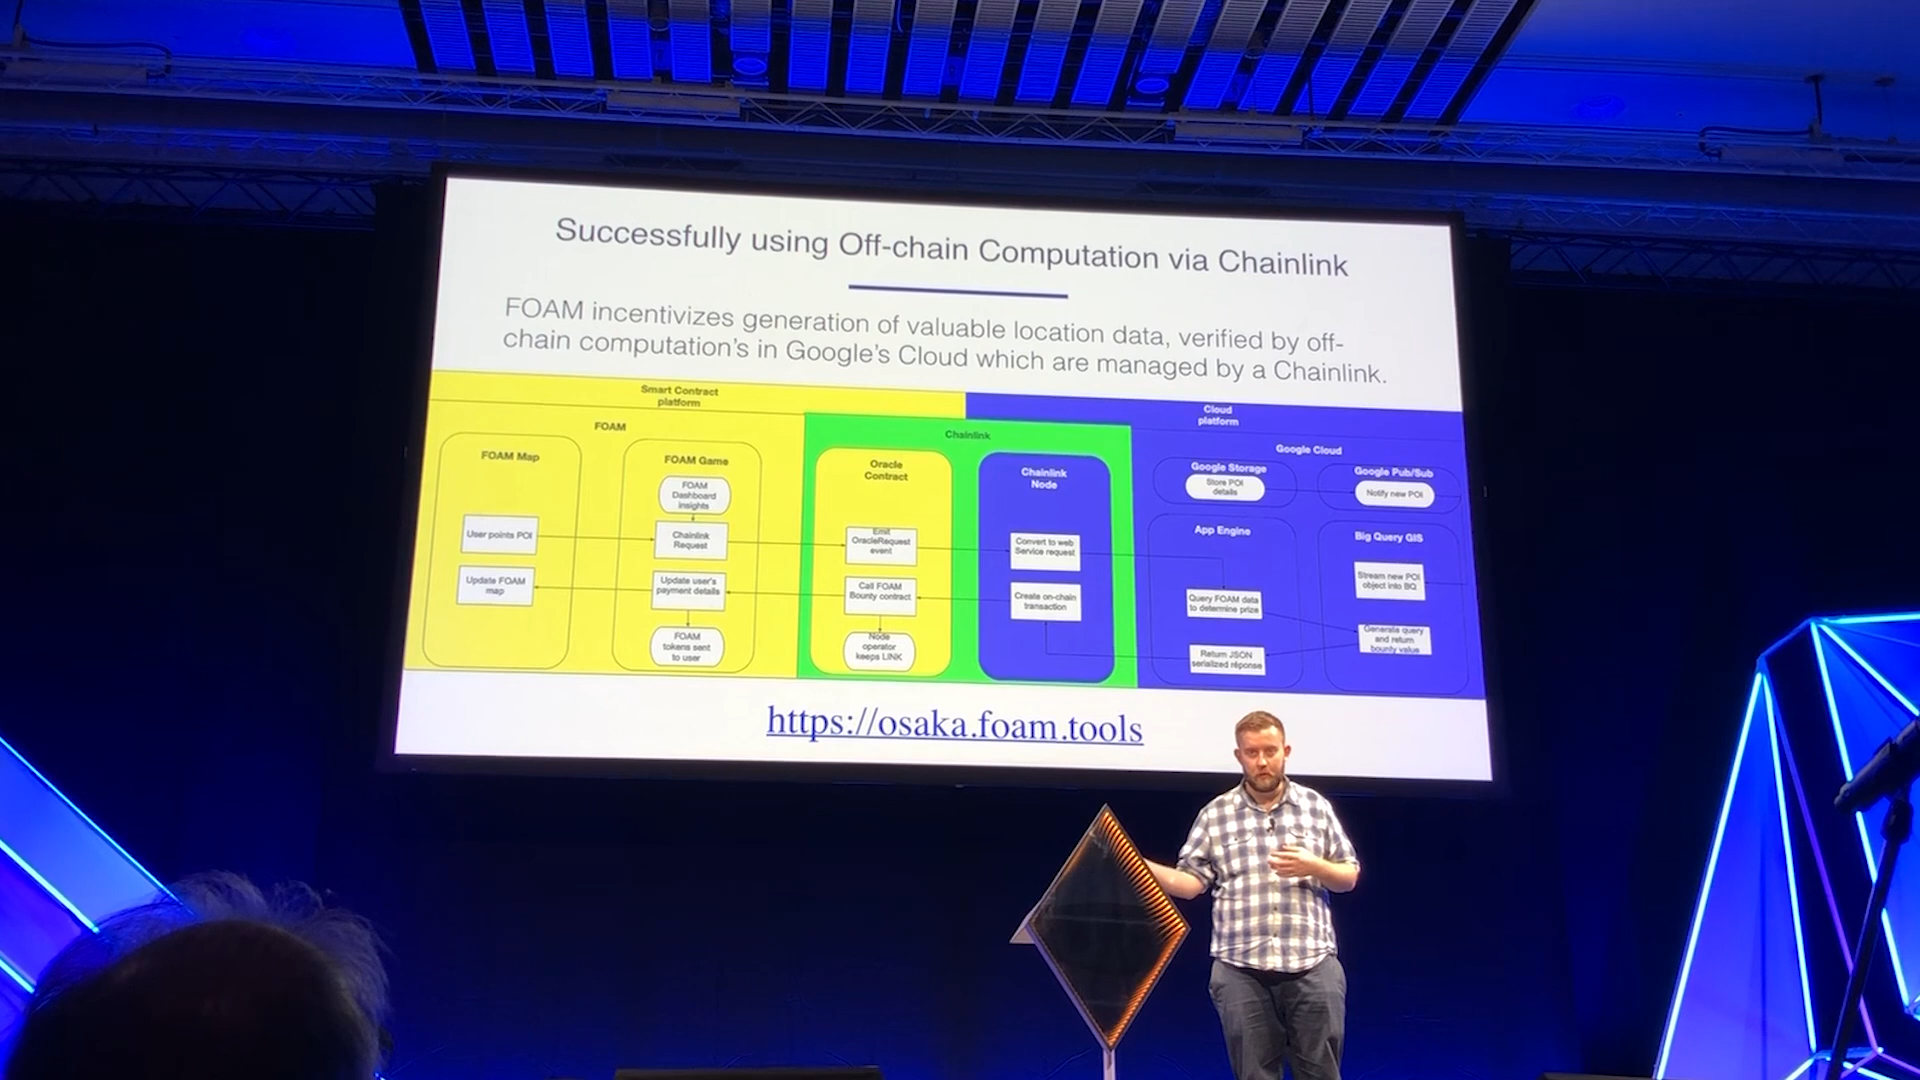 Successfully using Off-chain Computation via Chainlink
FOAM incentivizes generation of valuable location data, verified by off-
chain computation's in Google's Cloud which are managed by a Chainlink.
Smart Contract
platform
Cloud
platform
FOAM
Chainlink
Google Cloud
FOAM Map
User points POI
Update FOAM
map
FOAM Game
FOAM
Dashboard
insights
Chainlink
Request
Update user's
payment details
FOAM
tokens sent
to user
Oracle
Contract
Emit
OracleRequest
event
Call FOAM
Bounty contract
Node
operator
keeps LINK
Chainlink
Node
Convert to web
Service request
Create on-chain
transaction
Google Storage
Store POI
details
Google Pub/Sub
Notify new POI
App Engine
Query FOAM data
to determine prize
Return JSON
serialized réponse
Big Query GIS
Stream new POI
object into BQ
Generate query
and return
bounty value
https://osaka.foam.tools